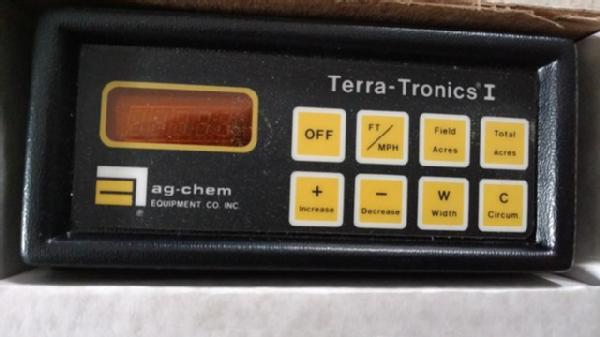 Terra-Tronics® I
OFF
FT/MPH
Field Acres
Total Acres
ag-chem
EQUIPMENT CO. INC.
®
+ Increase
- Decrease
W Width
C Circum.